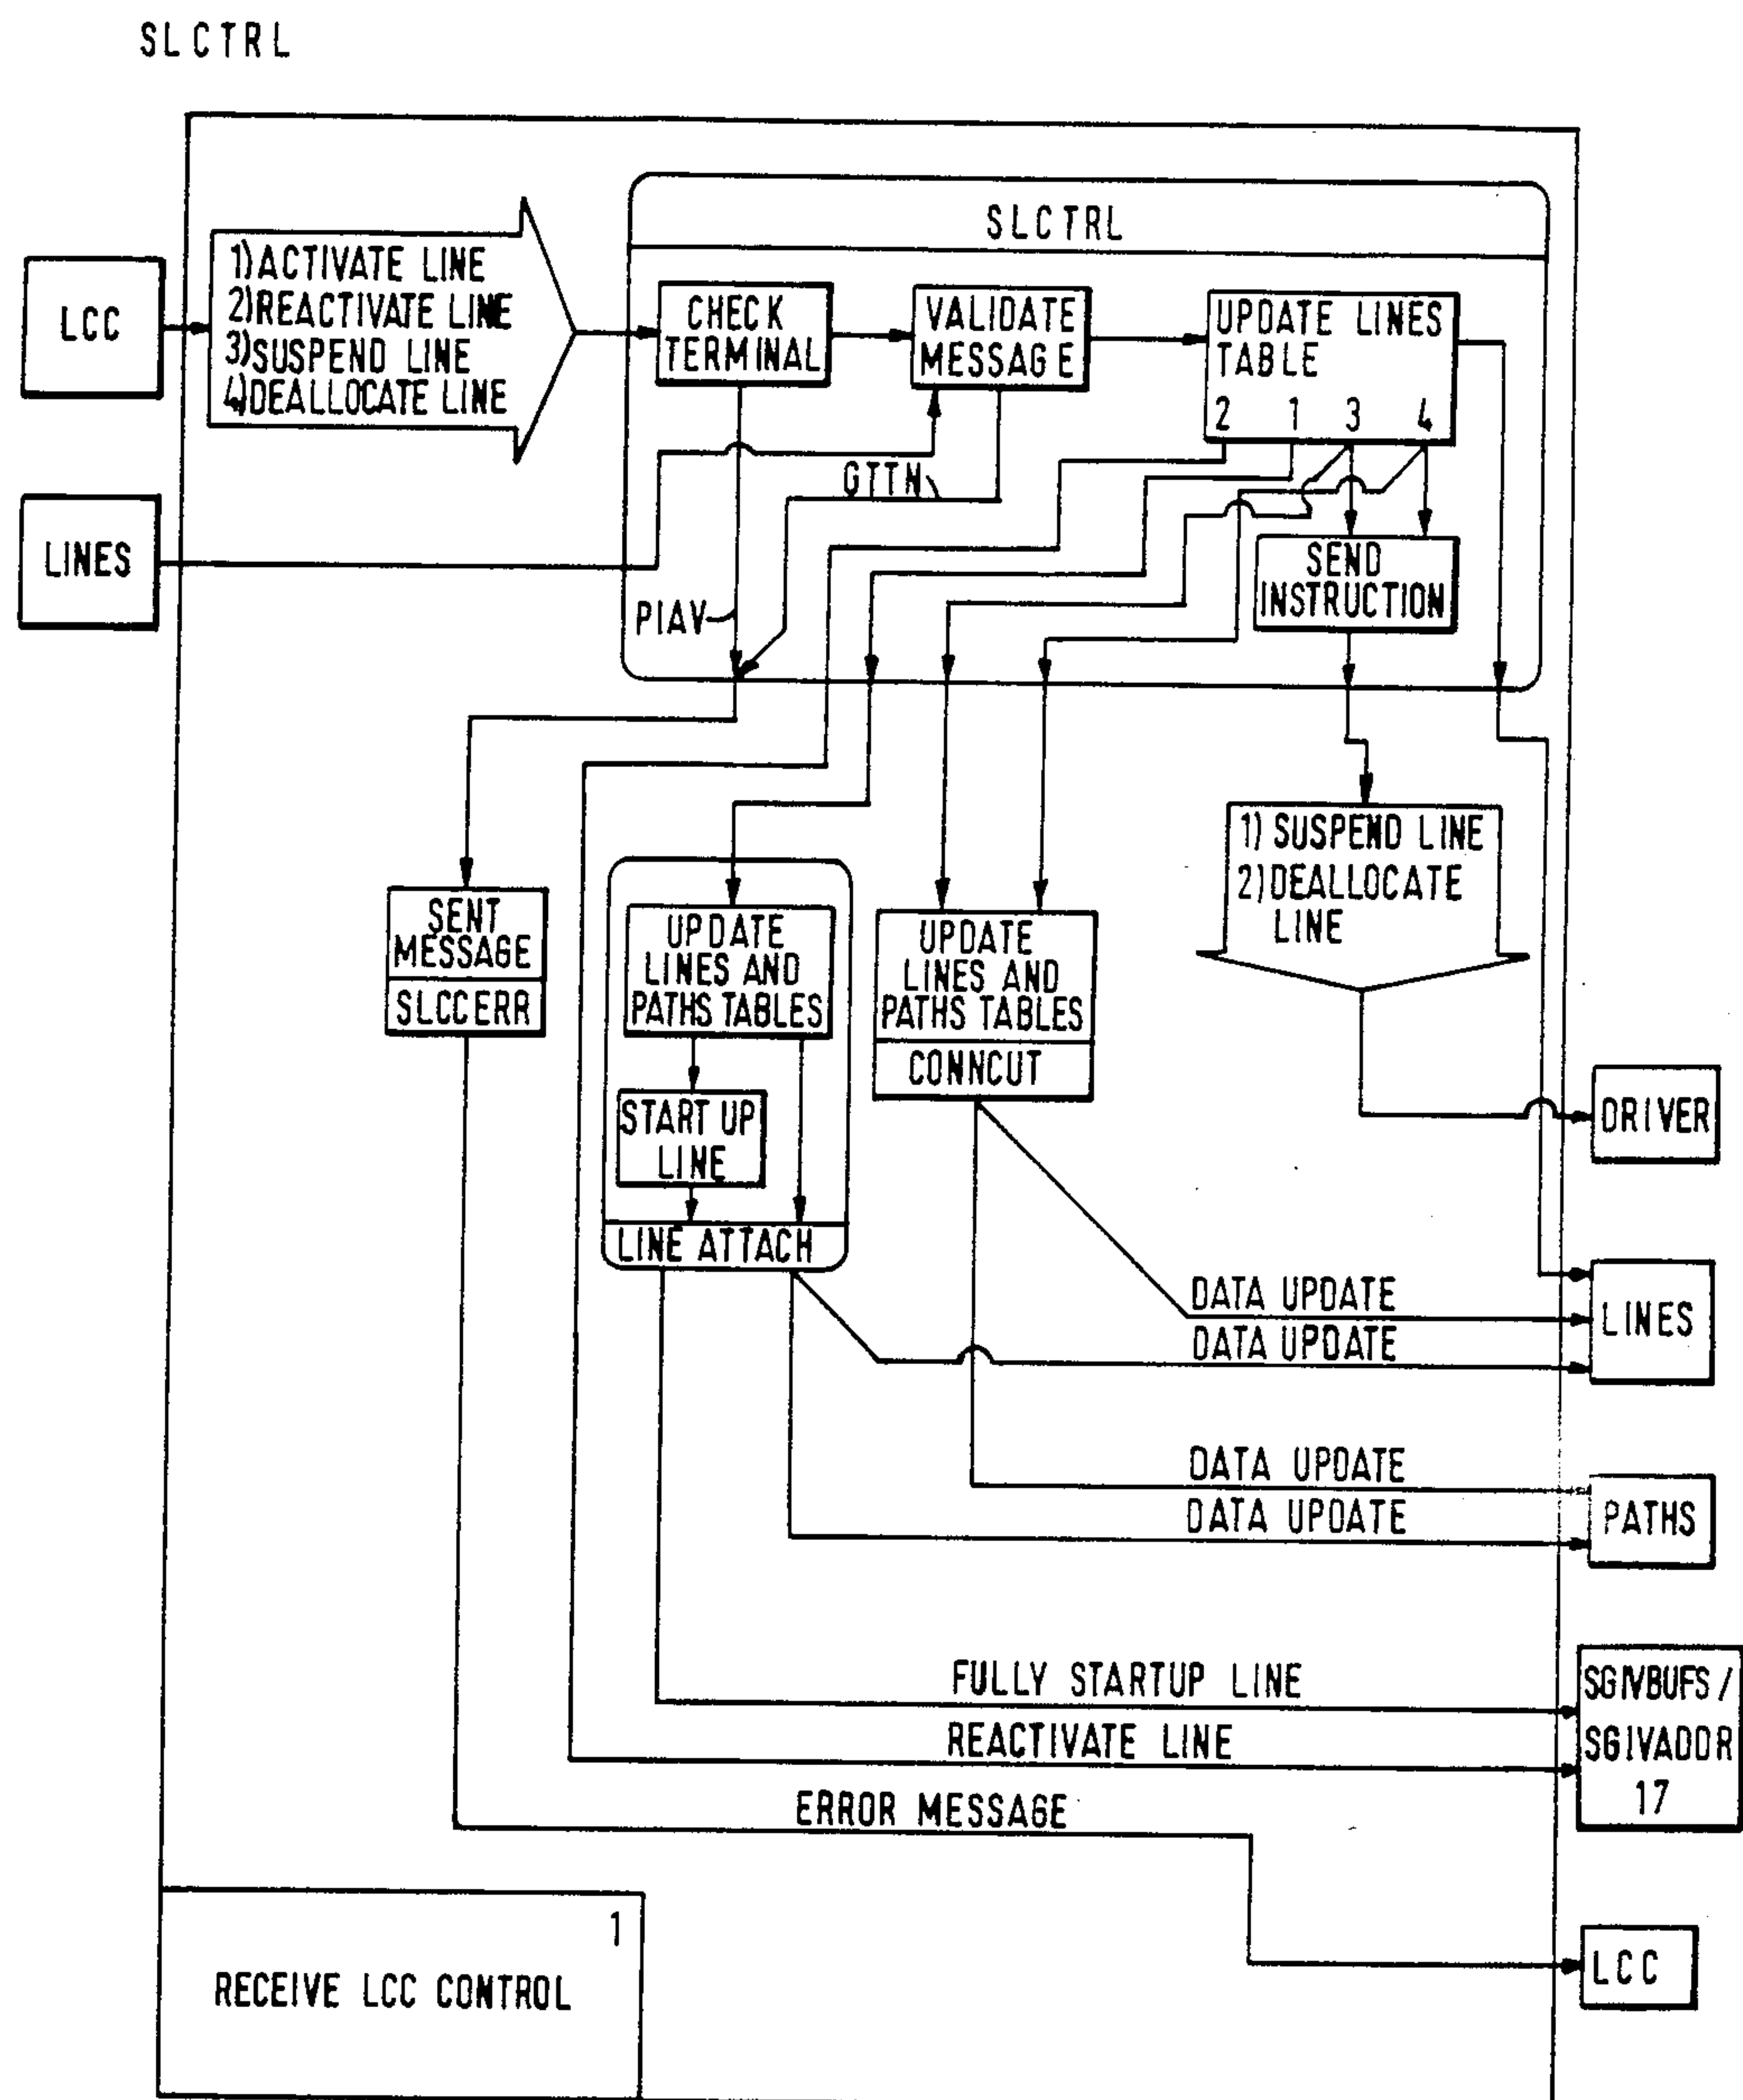 SLCTRL
SLCTRL
LCC
1) ACTIVATE LINE
2) REACTIVATE LINE
3) SUSPEND LINE
4) DEALLOCATE LINE
CHECK
TERMINAL
VALIDATE
MESSAGE
UPDATE LINES
TABLE
2 1 3 4
GTTN
LINES
SEND
INSTRUCTION
PIAV
1) SUSPEND LINE
2) DEALLOCATE
LINE
SENT
MESSAGE
SLCCERR
UPDATE
LINES AND
PATHS TABLES
START UP
LINE
LINE ATTACH
UPDATE
LINES AND
PATHS TABLES
CONNCUT
DRIVER
DATA UPDATE
DATA UPDATE
LINES
DATA UPDATE
DATA UPDATE
PATHS
FULLY STARTUP LINE
REACTIVATE LINE
SGIVBUFS /
SGIVADDR
17
ERROR MESSAGE
LCC
1
RECEIVE LCC CONTROL